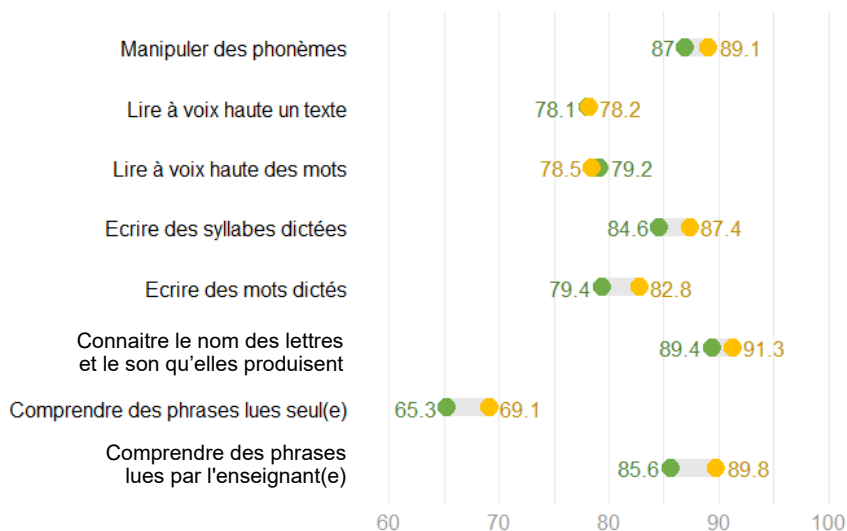 Manipuler des phonèmes 87 89.1
Lire à voix haute un texte 78.1 78.2
Lire à voix haute des mots 78.5 79.2
Ecrire des syllabes dictées 84.6 87.4
Ecrire des mots dictés 79.4 82.8
Connaitre le nom des lettres
et le son qu’elles produisent 89.4 91.3
Comprendre des phrases lues seul(e) 65.3 69.1
Comprendre des phrases
lues par l'enseignant(e) 85.6 89.8
60 70 80 90 100